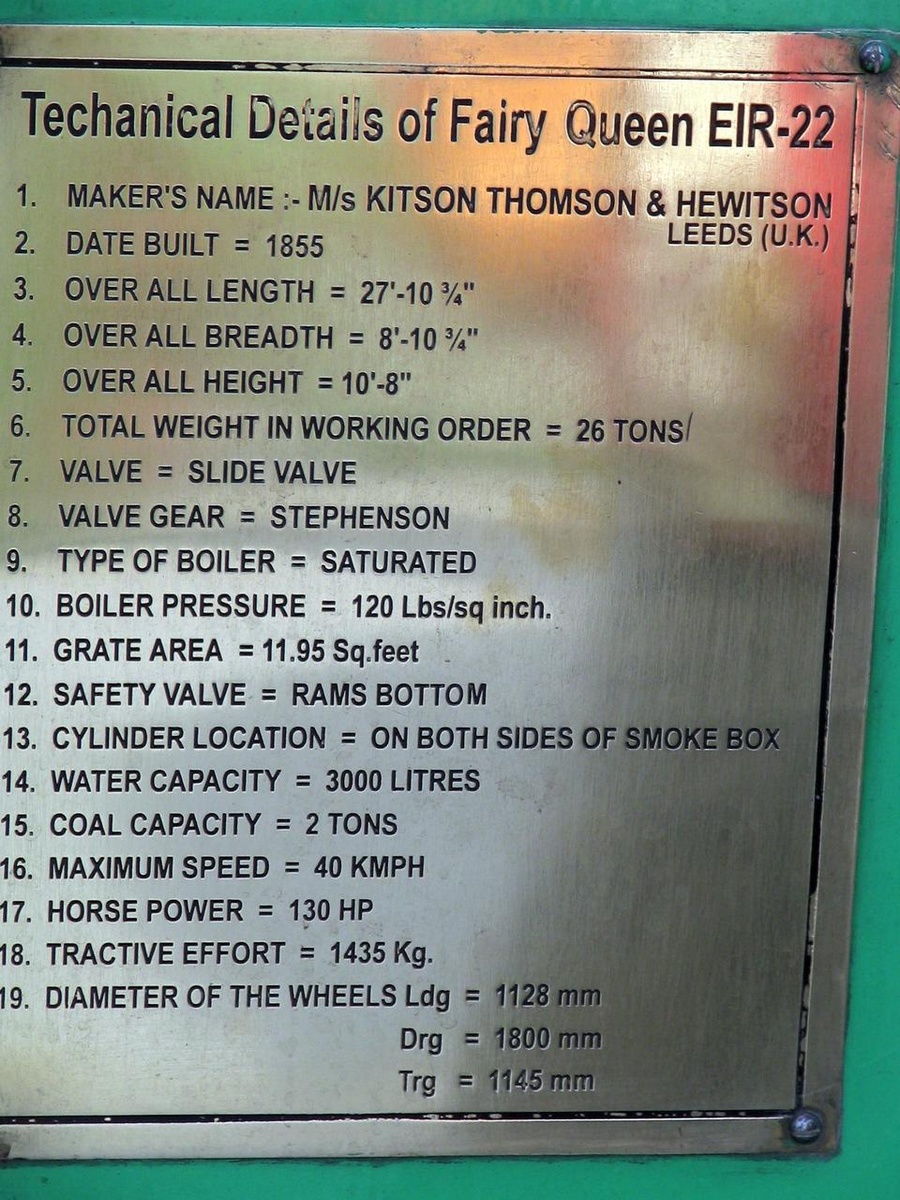 Techanical Details of Fairy Queen EIR-22
1. MAKER'S NAME :- M/s KITSON THOMSON & HEWITSON
LEEDS (U.K.)
2. DATE BUILT = 1855
3. OVER ALL LENGTH = 27'-10 ¾"
4. OVER ALL BREADTH = 8'-10 ¾"
5. OVER ALL HEIGHT = 10'-8"
6. TOTAL WEIGHT IN WORKING ORDER = 26 TONS/
7. VALVE = SLIDE VALVE
8. VALVE GEAR = STEPHENSON
9. TYPE OF BOILER = SATURATED
10. BOILER PRESSURE = 120 Lbs/sq inch.
11. GRATE AREA = 11.95 Sq.feet
12. SAFETY VALVE = RAMS BOTTOM
13. CYLINDER LOCATION = ON BOTH SIDES OF SMOKE BOX
14. WATER CAPACITY = 3000 LITRES
15. COAL CAPACITY = 2 TONS
16. MAXIMUM SPEED = 40 KMPH
17. HORSE POWER = 130 HP
18. TRACTIVE EFFORT = 1435 Kg.
19. DIAMETER OF THE WHEELS Ldg = 1128 mm
Drg = 1800 mm
Trg = 1145 mm